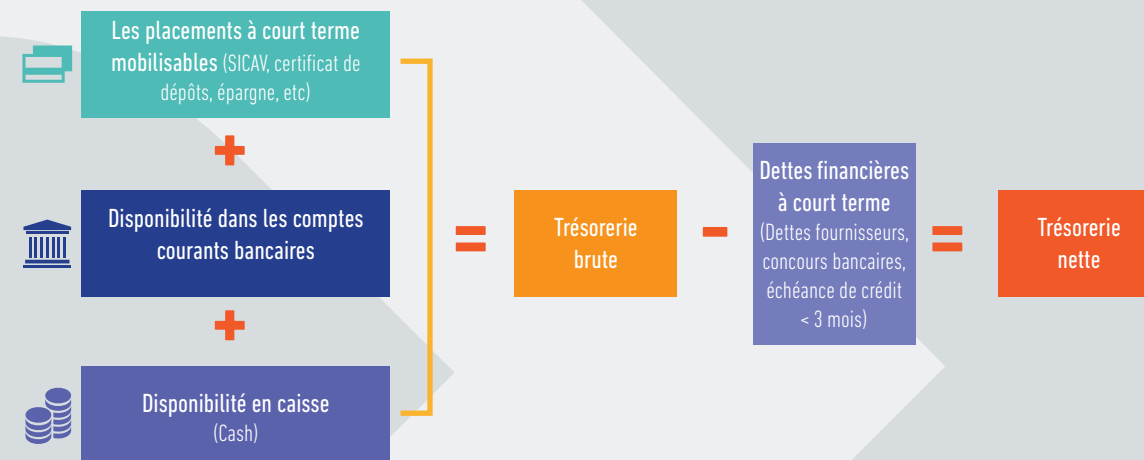 Les placements à court terme
mobilisables (SICAV, certificat de
dépôts, épargne, etc)
+
Disponibilité dans les comptes
courants bancaires
+
Disponibilité en caisse
(Cash)
=
Trésorerie
brute
-
Dettes financières
à court terme
(Dettes fournisseurs,
concours bancaires,
échéance de crédit
< 3 mois)
=
Trésorerie
nette